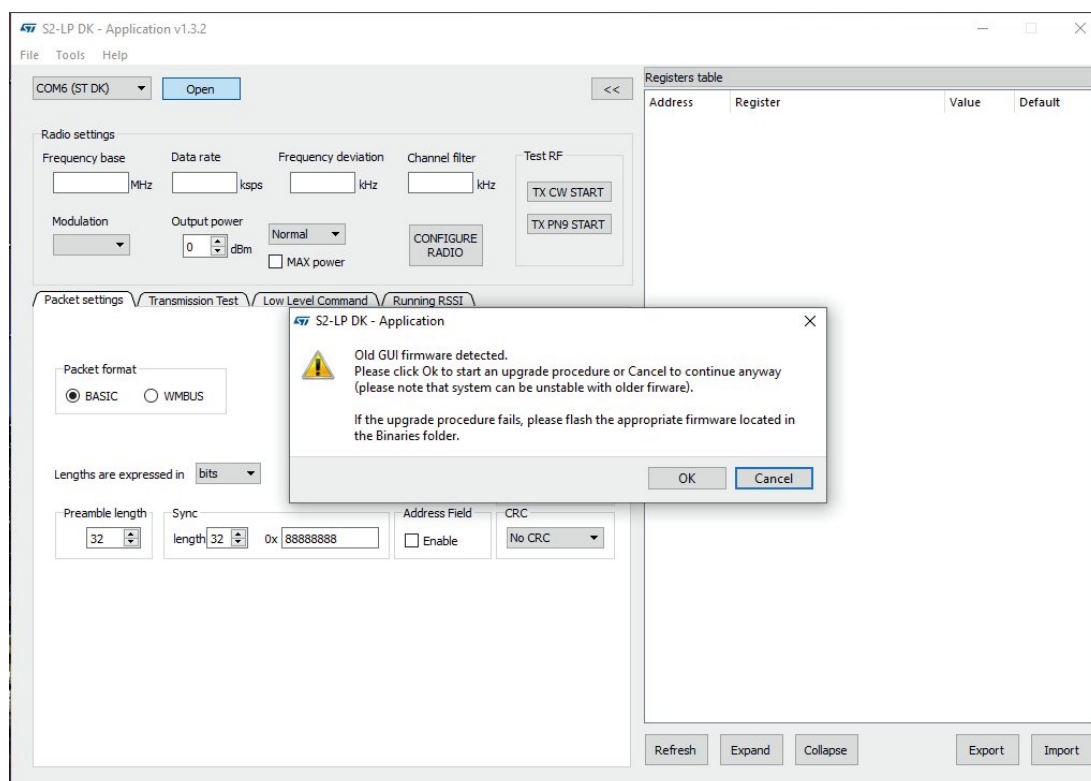 S2-LP DK - Application v1.3.2
File Tools Help
COM6 (ST DK)
Open
<<
Registers table
Address Register Value Default
Radio settings
Frequency base Data rate Frequency deviation Channel filter Test RF
MHz ksps kHz kHz TX CW START
Modulation Output power Normal CONFIGURE RADIO TX PN9 START
0 dBm MAX power
Packet settings Transmission Test Low Level Command Running RSSI
S2-LP DK - Application
Old GUI firmware detected.
Please click Ok to start an upgrade procedure or Cancel to continue anyway
(please note that system can be unstable with older firware).
If the upgrade procedure fails, please flash the appropriate firmware located in
the Binaries folder.
OK Cancel
Packet format
BASIC WMBUS
Lengths are expressed in bits
Preamble length Sync Address Field CRC
32 length 32 0x 88888888 Enable No CRC
Refresh Expand Collapse Export Import